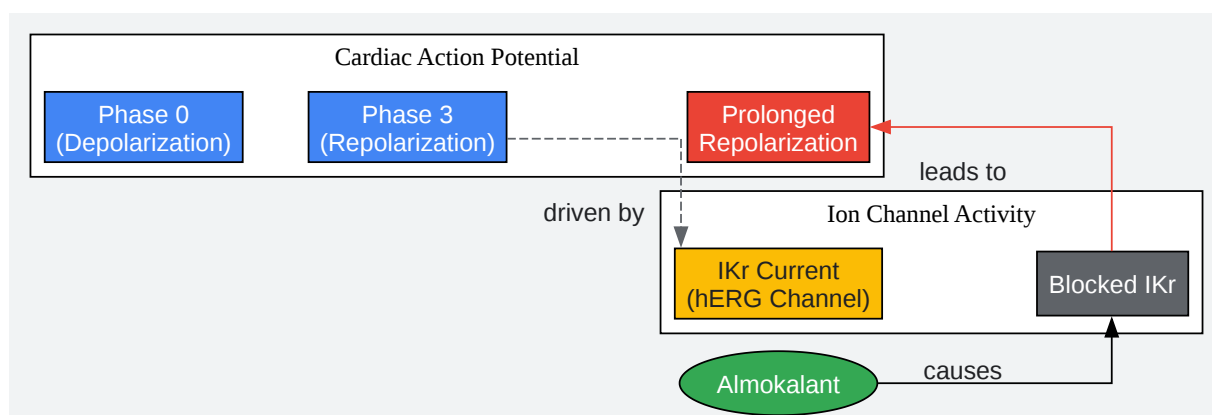 Cardiac Action Potential
Phase 0
(Depolarization)
Phase 3
(Repolarization)
Prolonged
Repolarization
leads to
driven by
Ion Channel Activity
IKr Current
(hERG Channel)
Blocked IKr
Almokalant
causes